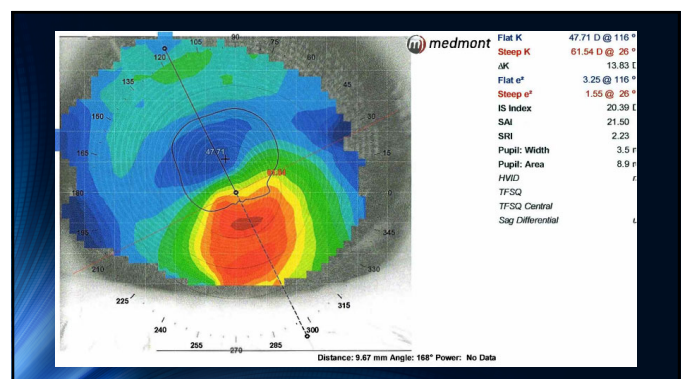 medmont
Flat K 47.71 D @ 116 °
Steep K 61.54 D @ 26 °
ΔK 13.83 D
Flat e² 3.25 @ 116 °
Steep e² 1.55 @ 26 °
IS Index 20.39 D
SAI 21.50
SRI 2.23
Pupil: Width 3.5
Pupil: Area 8.9
HVID
TFSQ
TFSQ Central
Sag Differential
90
105
75
120
60
135
45
150
30
165
47.71
15
180
0
195
345
210
330
225
315
240
300
255
285
270
Distance: 9.67 mm Angle: 168° Power: No Data